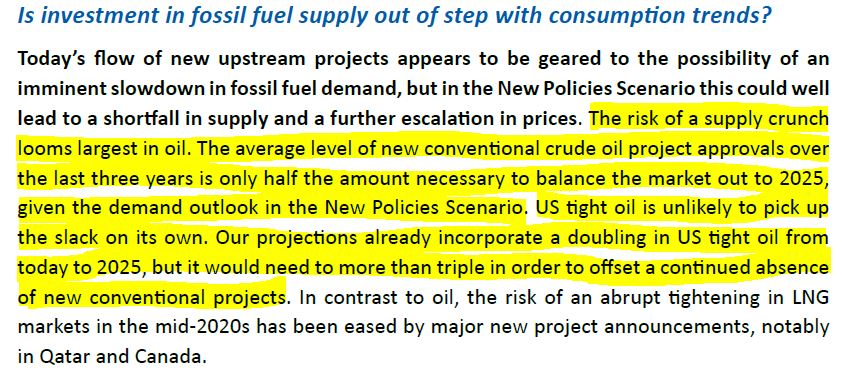 Is investment in fossil fuel supply out of step with consumption trends?
Today’s flow of new upstream projects appears to be geared to the possibility of an
imminent slowdown in fossil fuel demand, but in the New Policies Scenario this could well
lead to a shortfall in supply and a further escalation in prices. The risk of a supply crunch
looms largest in oil. The average level of new conventional crude oil project approvals over
the last three years is only half the amount necessary to balance the market out to 2025,
given the demand outlook in the New Policies Scenario. US tight oil is unlikely to pick up
the slack on its own. Our projections already incorporate a doubling in US tight oil from
today to 2025, but it would need to more than triple in order to offset a continued absence
of new conventional projects. In contrast to oil, the risk of an abrupt tightening in LNG
markets in the mid-2020s has been eased by major new project announcements, notably
in Qatar and Canada.